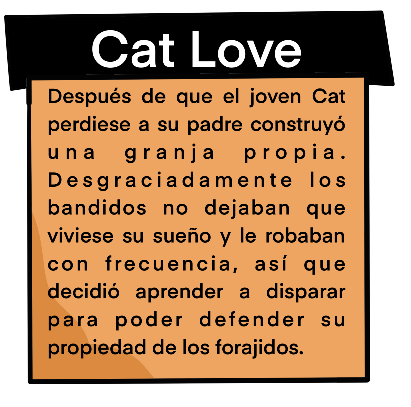 Cat Love
Después de que el joven Cat
perdiese a su padre construyó
una granja propia.
Desgraciadamente los
bandidos no dejaban que
viviese su sueño y le robaban
con frecuencia, así que
decidió aprender a disparar
para poder defender su
propiedad de los forajidos.